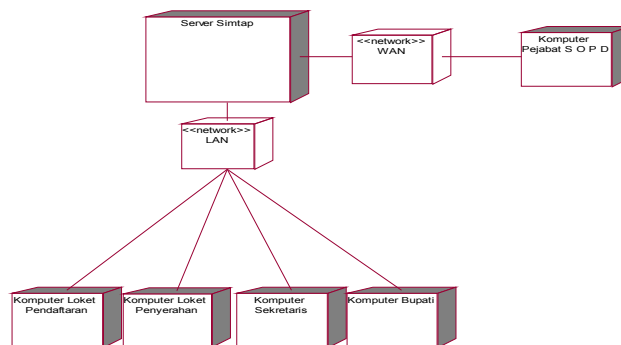 Server Simtap
<<network>>
WAN
Komputer
Pejabat S O P D
<<network>>
LAN
Komputer Loket
Pendaftaran
Komputer Loket
Penyerahan
Komputer
Sekretaris
Komputer Bupati